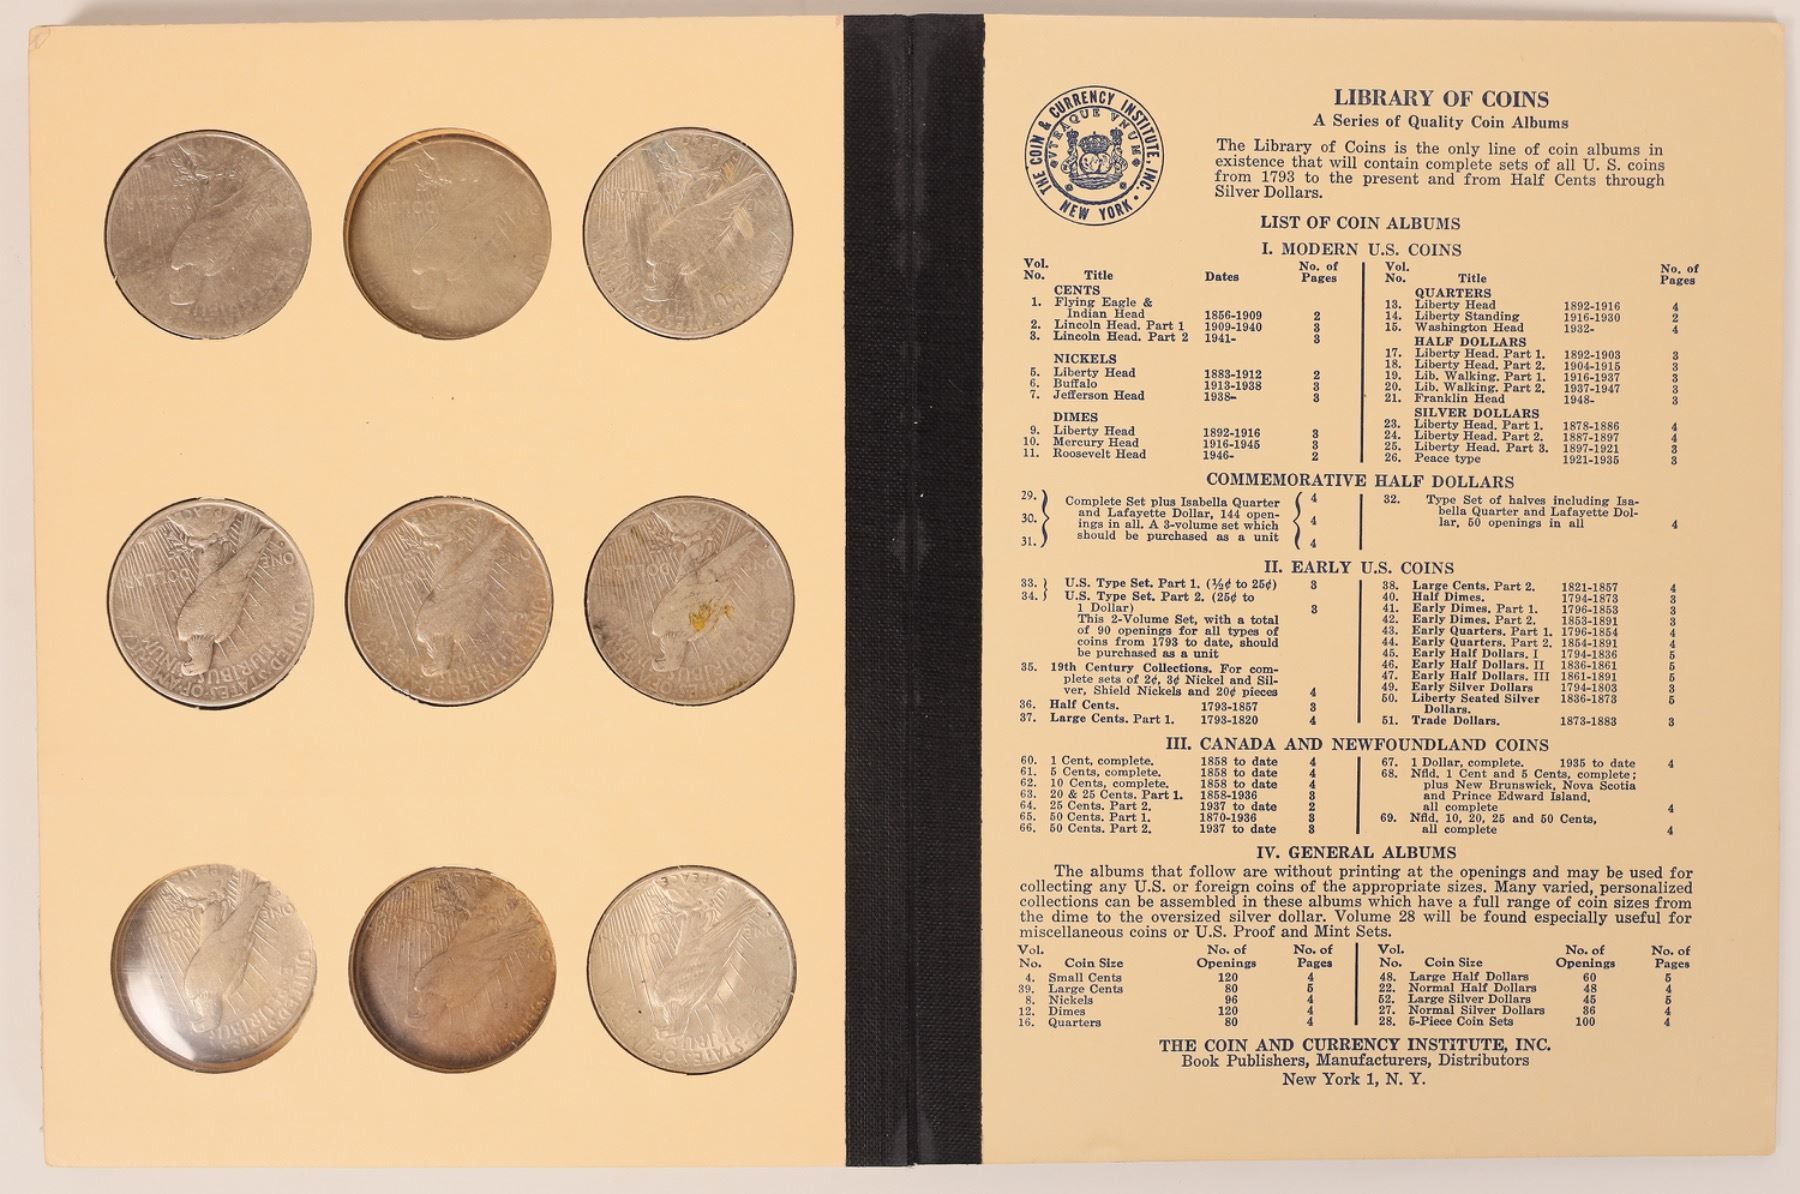 THE COIN & CURRENCY INSTITUTE, INC.
NEW YORK
VTRAQUE VNUM
LIBRARY OF COINS
A Series of Quality Coin Albums
The Library of Coins is the only line of coin albums in
existence that will contain complete sets of all U. S. coins
from 1793 to the present and from Half Cents through
Silver Dollars.
LIST OF COIN ALBUMS
I. MODERN U.S. COINS
Vol. No. Title Dates No. of Pages
CENTS
1. Flying Eagle &
Indian Head 1856-1909 2
2. Lincoln Head. Part 1 1909-1940 3
3. Lincoln Head. Part 2 1941- 3
NICKELS
5. Liberty Head 1883-1912 2
6. Buffalo 1913-1938 3
7. Jefferson Head 1938- 3
DIMES
9. Liberty Head 1892-1916 3
10. Mercury Head 1916-1945 3
11. Roosevelt Head 1946- 2
Vol. No. Title No. of Pages
QUARTERS
13. Liberty Head 1892-1916 4
14. Liberty Standing 1916-1930 2
15. Washington Head 1932- 4
HALF DOLLARS
17. Liberty Head. Part 1. 1892-1903 3
18. Liberty Head. Part 2. 1904-1915 3
19. Lib. Walking. Part 1. 1916-1937 3
20. Lib. Walking. Part 2. 1937-1947 3
21. Franklin Head 1948- 3
SILVER DOLLARS
23. Liberty Head. Part 1. 1878-1886 4
24. Liberty Head. Part 2. 1887-1897 4
25. Liberty Head. Part 3. 1897-1921 3
26. Peace type 1921-1935 3
COMMEMORATIVE HALF DOLLARS
29. Complete Set plus Isabella Quarter 4
30. and Lafayette Dollar, 144 open-
ings in all. A 3-volume set which 4
31. should be purchased as a unit 4
32. Type Set of halves including Isa-
bella Quarter and Lafayette Dol-
lar, 50 openings in all 4
II. EARLY U.S. COINS
33. U.S. Type Set. Part 1. (½¢ to 25¢) 3
34. U.S. Type Set. Part 2. (25¢ to
1 Dollar) 3
This 2-Volume Set, with a total
of 90 openings for all types of
coins from 1793 to date, should
be purchased as a unit
35. 19th Century Collections. For com-
plete sets of 2¢, 3¢ Nickel and Sil-
ver, Shield Nickels and 20¢ pieces 4
36. Half Cents. 1793-1857 3
37. Large Cents. Part 1. 1793-1820 4
38. Large Cents. Part 2. 1821-1857 4
40. Half Dimes. 1794-1873 3
41. Early Dimes. Part 1. 1796-1853 3
42. Early Dimes. Part 2. 1853-1891 3
43. Early Quarters. Part 1. 1796-1854 4
44. Early Quarters. Part 2. 1854-1891 4
45. Early Half Dollars. I 1794-1836 5
46. Early Half Dollars. II 1836-1861 5
47. Early Half Dollars. III 1861-1891 5
49. Early Silver Dollars 1794-1803 3
50. Liberty Seated Silver 1836-1873 5
Dollars.
51. Trade Dollars. 1873-1883 3
III. CANADA AND NEWFOUNDLAND COINS
60. 1 Cent, complete. 1858 to date 4
61. 5 Cents, complete. 1858 to date 4
62. 10 Cents, complete. 1858 to date 4
63. 20 & 25 Cents. Part 1. 1858-1936 3
64. 25 Cents. Part 2. 1937 to date 2
65. 50 Cents. Part 1. 1870-1936 3
66. 50 Cents. Part 2. 1937 to date 3
67. 1 Dollar, complete. 1935 to date 4
68. Nfld. 1 Cent and 5 Cents, complete;
plus New Brunswick, Nova Scotia
and Prince Edward Island,
all complete 4
69. Nfld. 10, 20, 25 and 50 Cents,
all complete 4
IV. GENERAL ALBUMS
The albums that follow are without printing at the openings and may be used for
collecting any U.S. or foreign coins of the appropriate sizes. Many varied, personalized
collections can be assembled in these albums which have a full range of coin sizes from
the dime to the oversized silver dollar. Volume 28 will be found especially useful for
miscellaneous coins or U.S. Proof and Mint Sets.
Vol. No. Coin Size No. of Openings No. of Pages
4. Small Cents 120 4
39. Large Cents 80 5
8. Nickels 96 4
12. Dimes 120 4
16. Quarters 80 4
Vol. No. Coin Size No. of Openings No. of Pages
48. Large Half Dollars 60 5
22. Normal Half Dollars 48 4
52. Large Silver Dollars 45 5
27. Normal Silver Dollars 36 4
28. 5-Piece Coin Sets 100 4
THE COIN AND CURRENCY INSTITUTE, INC.
Book Publishers, Manufacturers, Distributors
New York 1, N. Y.